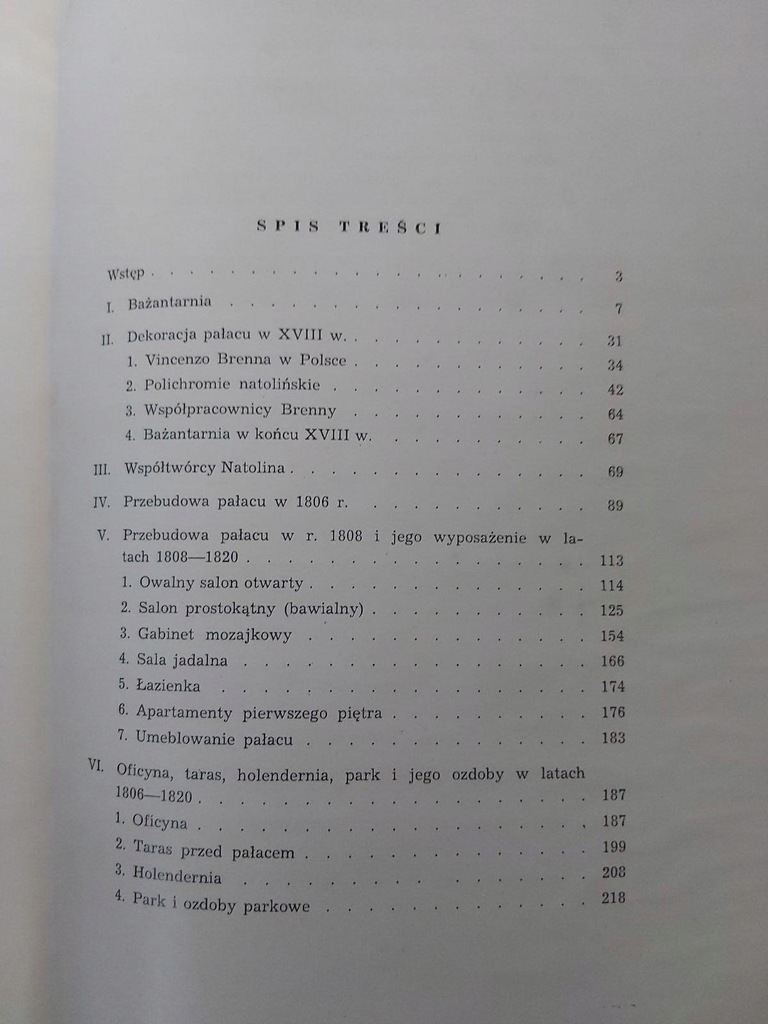 SPIS TREŚCI
Wstęp . . . . . . . . . . . . . . . . . 3
I. Bażantarnia . . . . . . . . . . . . . . 7
II. Dekoracja pałacu w XVIII w. . . . . . . . . . 31
1. Vincenzo Brenna w Polsce . . . . . . . . . 34
2. Polichromie natolińskie . . . . . . . . . . 42
3. Współpracownicy Brenny . . . . . . . . . 64
4. Bażantarnia w końcu XVIII w. . . . . . . . . 67
III. Współtwórcy Natolina . . . . . . . . . . . . 69
IV. Przebudowa pałacu w 1806 r. . . . . . . . . . 89
V. Przebudowa pałacu w r. 1808 i jego wyposażenie w la-
tach 1808—1820 . . . . . . . . . . . . . . 113
1. Owalny salon otwarty . . . . . . . . . . . 114
2. Salon prostokątny (bawialny) . . . . . . . . . 125
3. Gabinet mozajkowy . . . . . . . . . . . 154
4. Sala jadalna . . . . . . . . . . . . . . 166
5. Łazienka . . . . . . . . . . . . . . . 174
6. Apartamenty pierwszego piętra . . . . . . . . 176
7. Umeblowanie pałacu . . . . . . . . . . . 183
VI. Oficyna, taras, holendernia, park i jego ozdoby w latach
1806—1820 . . . . . . . . . . . . . . . . 187
1. Oficyna . . . . . . . . . . . . . . . . 187
2. Taras przed pałacem . . . . . . . . . . . 199
3. Holendernia . . . . . . . . . . . . . . 208
4. Park i ozdoby parkowe . . . . . . . . . . . 218